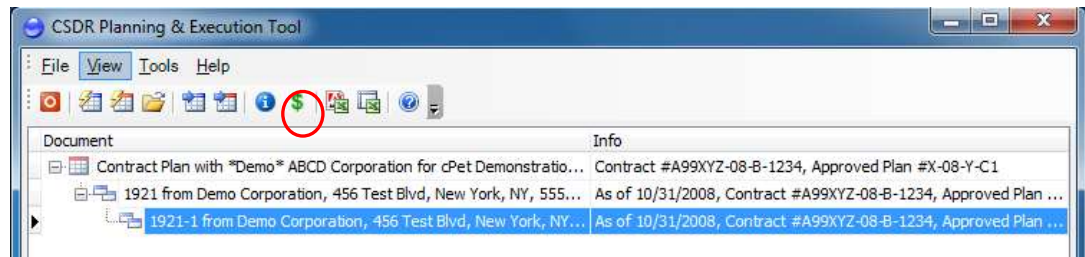 CSDR Planning & Execution Tool
File View Tools Help
$
Document Info
Contract Plan with *Demo* ABCD Corporation for cPet Demonstratio... Contract #A99XYZ-08-B-1234, Approved Plan #X-08-Y-C1
1921 from Demo Corporation, 456 Test Blvd, New York, NY, 555... As of 10/31/2008, Contract #A99XYZ-08-B-1234, Approved Plan ...
1921-1 from Demo Corporation, 456 Test Blvd, New York, NY... As of 10/31/2008, Contract #A99XYZ-08-B-1234, Approved Plan ...